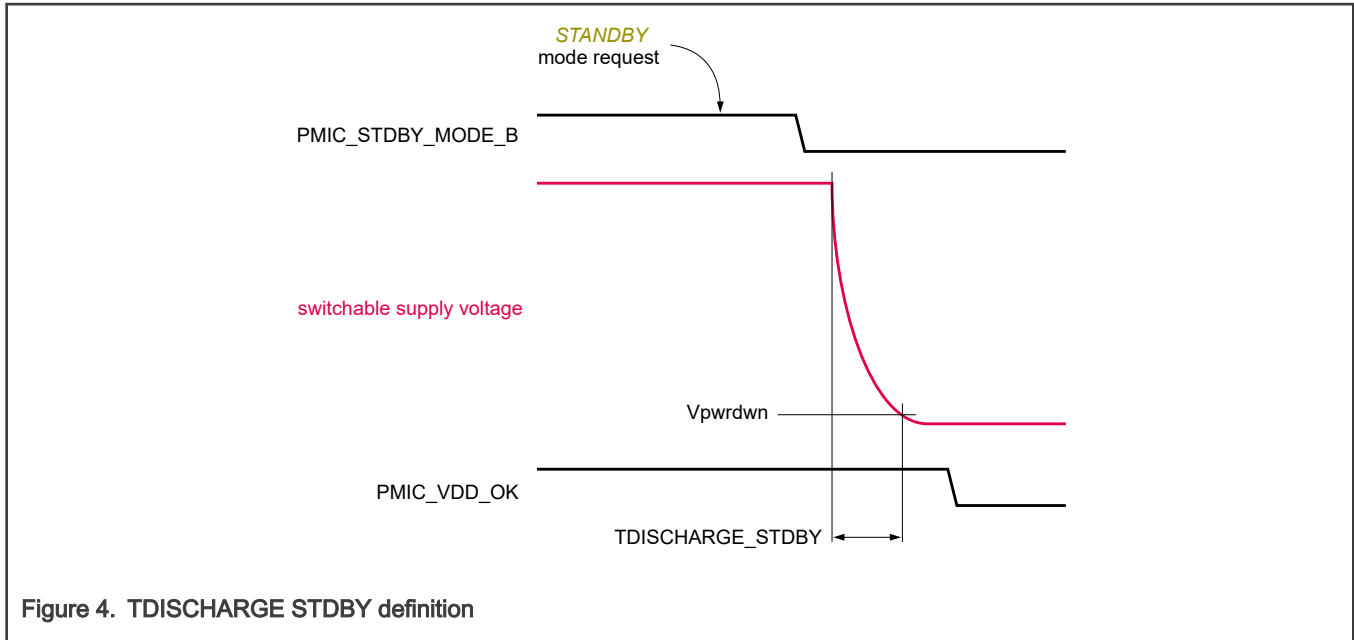 STANDBY
mode request
PMIC_STDBY_MODE_B
switchable supply voltage
Vpwrdwn
PMIC_VDD_OK
TDISCHARGE_STDBY
Figure 4. TDISCHARGE STDBY definition